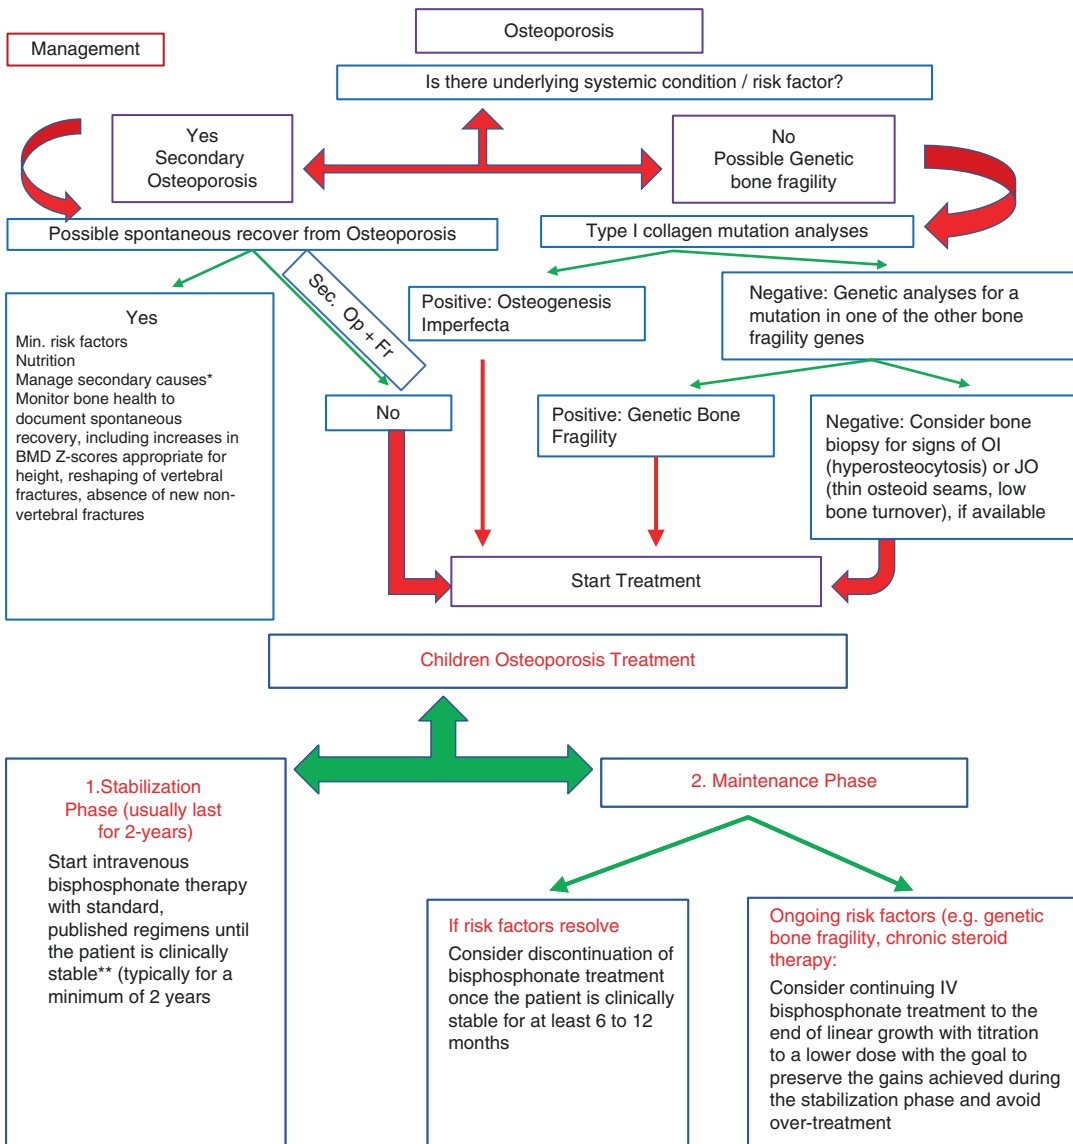 Osteoporosis
Management
Is there underlying systemic condition / risk factor?
Yes
Secondary
Osteoporosis
No
Possible Genetic
bone fragility
Possible spontaneous recover from Osteoporosis
Type I collagen mutation analyses
Sec. Op + Fr
Yes
Min. risk factors
Nutrition
Manage secondary causes*
Monitor bone health to
document spontaneous
recovery, including increases in
BMD Z-scores appropriate for
height, reshaping of vertebral
fractures, absence of new non-
vertebral fractures
No
Positive: Osteogenesis
Imperfecta
Negative: Genetic analyses for a
mutation in one of the other bone
fragility genes
Positive: Genetic Bone
Fragility
Negative: Consider bone
biopsy for signs of OI
(hyperosteocytosis) or JO
(thin osteoid seams, low
bone turnover), if available
Start Treatment
Children Osteoporosis Treatment
1.Stabilization
Phase (usually last
for 2-years)
Start intravenous
bisphosphonate therapy
with standard,
published regimens until
the patient is clinically
stable** (typically for a
minimum of 2 years
2. Maintenance Phase
If risk factors resolve
Consider discontinuation of
bisphosphonate treatment
once the patient is clinically
stable for at least 6 to 12
months
Ongoing risk factors (e.g. genetic
bone fragility, chronic steroid
therapy:
Consider continuing IV
bisphosphonate treatment to the
end of linear growth with titration
to a lower dose with the goal to
preserve the gains achieved during
the stabilization phase and avoid
over-treatment